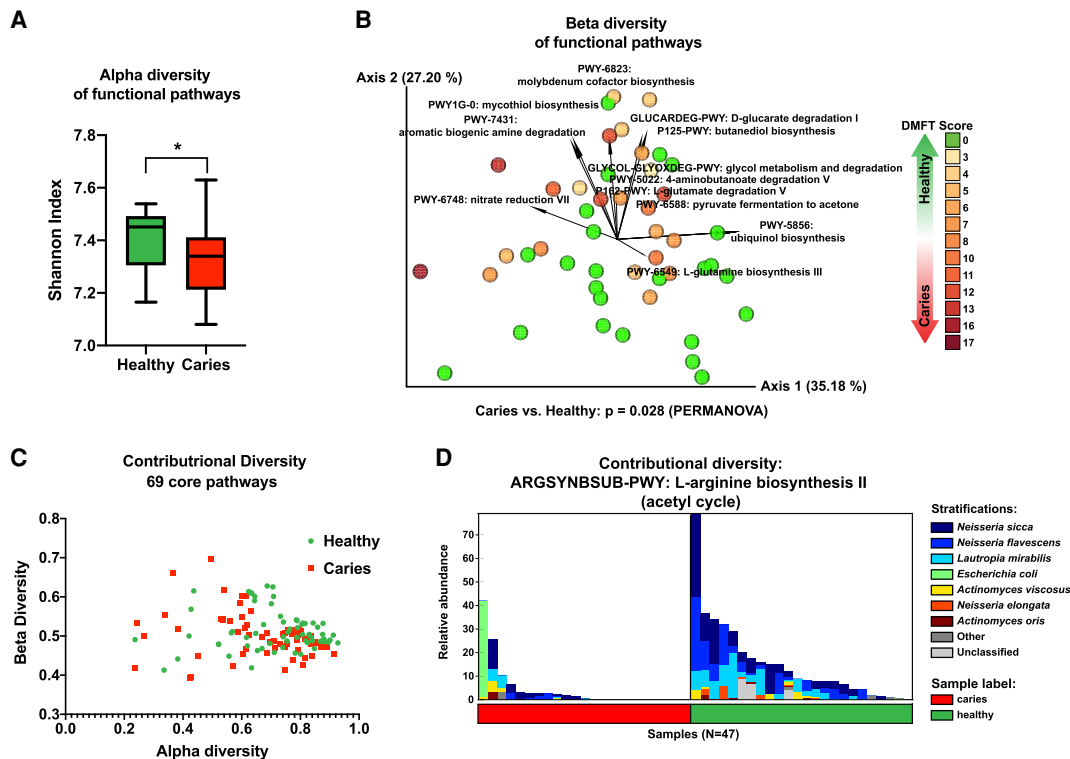 A
Alpha diversity
of functional pathways
7.8
7.6
7.4
7.2
7.0
Shannon Index
*
Healthy
Caries
B
Beta diversity
of functional pathways
Axis 2 (27.20 %)
PWY-6823:
molybdenum cofactor biosynthesis
PWY1G-0: mycothiol biosynthesis
PWY-7431:
aromatic biogenic amine degradation
GLUCARDEG-PWY: D-glucarate degradation I
P125-PWY: butanediol biosynthesis
GLYCOL-GLYOXDEG-PWY: glycol metabolism and degradation
PWY-5022: 4-aminobutanoate degradation V
P162-PWY: L-glutamate degradation V
PWY-6588: pyruvate fermentation to acetone
PWY-6748: nitrate reduction VII
PWY-5856:
ubiquinol biosynthesis
PWY-6549: L-glutamine biosynthesis III
Axis 1 (35.18 %)
Caries vs. Healthy: p = 0.028 (PERMANOVA)
DMFT Score
Healthy
Caries
0
3
4
5
6
7
8
10
11
12
13
16
17
C
Contributrional Diversity
69 core pathways
0.8
0.7
0.6
0.5
0.4
0.3
Beta Diversity
Healthy
Caries
0.0
0.2
0.4
0.6
0.8
1.0
Alpha diversity
D
Contributional diversity:
ARGSYNBSUB-PWY: L-arginine biosynthesis II
(acetyl cycle)
70
60
50
40
30
20
10
0
Relative abundance
Samples (N=47)
Stratifications:
Neisseria sicca
Neisseria flavescens
Lautropia mirabilis
Escherichia coli
Actinomyces viscosus
Neisseria elongata
Actinomyces oris
Other
Unclassified
Sample label:
caries
healthy